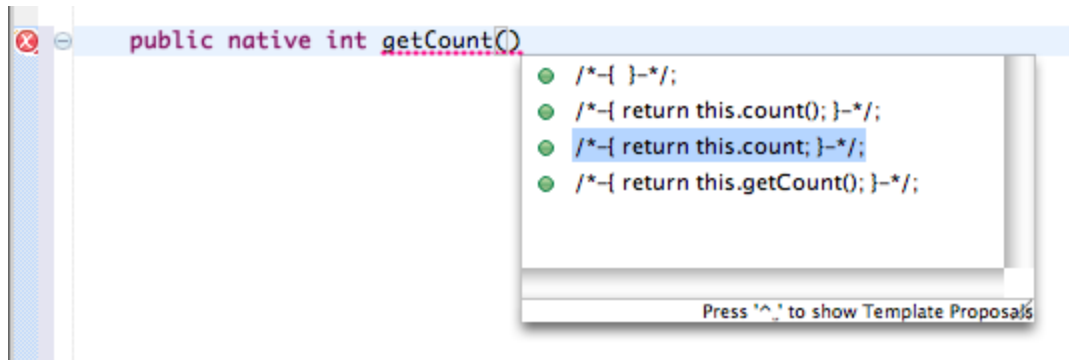 public native int getCount()
/*-{ }-*/;
/*-{ return this.count(); }-*/;
/*-{ return this.count; }-*/;
/*-{ return this.getCount(); }-*/;
Press '^.' to show Template Proposals